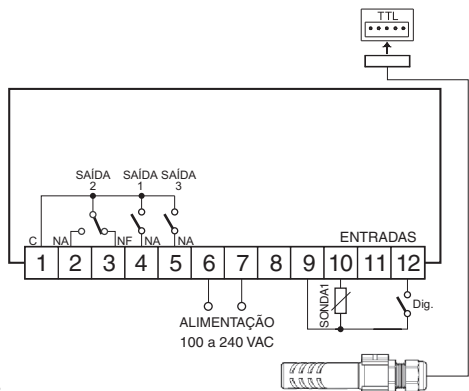 TTL
SAÍDA SAÍDA SAÍDA
2 1 3
C NA NF NA NA ENTRADAS
1 2 3 4 5 6 7 8 9 10 11 12
SONDA1
Dig.
ALIMENTAÇÃO
100 a 240 VAC